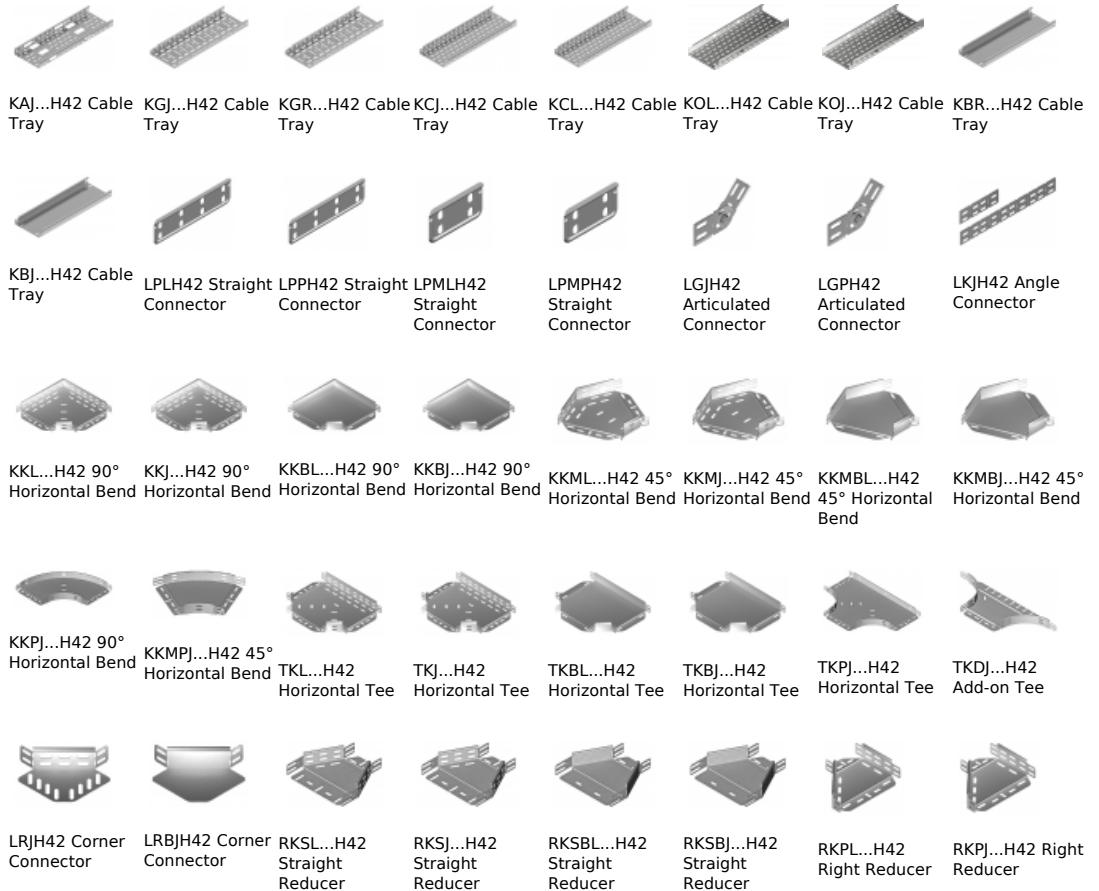 KAJ...H42 Cable
Tray
KGJ...H42 Cable
Tray
KGR...H42 Cable
Tray
KCJ...H42 Cable
Tray
KCL...H42 Cable
Tray
KOL...H42 Cable
Tray
KOJ...H42 Cable
Tray
KBR...H42 Cable
Tray
KBJ...H42 Cable
Tray
LPLH42 Straight
Connector
LPPH42 Straight
Connector
LPMLH42
Straight
Connector
LPMPH42
Straight
Connector
LGJH42
Articulated
Connector
LGPH42
Articulated
Connector
LKJH42 Angle
Connector
KKL...H42 90°
Horizontal Bend
KKJ...H42 90°
Horizontal Bend
KKBL...H42 90°
Horizontal Bend
KKBJ...H42 90°
Horizontal Bend
KKML...H42 45°
Horizontal Bend
KKMJ...H42 45°
Horizontal Bend
KKMBL...H42
45° Horizontal
Bend
KKMBJ...H42 45°
Horizontal Bend
KKPJ...H42 90°
Horizontal Bend
KKMPJ...H42 45°
Horizontal Bend
TKL...H42
Horizontal Tee
TKJ...H42
Horizontal Tee
TKBL...H42
Horizontal Tee
TKBJ...H42
Horizontal Tee
TKPJ...H42
Horizontal Tee
TKDJ...H42
Add-on Tee
LRJH42 Corner
Connector
LRBJH42 Corner
Connector
RKSL...H42
Straight
Reducer
RKSJ...H42
Straight
Reducer
RKSBL...H42
Straight
Reducer
RKSBJ...H42
Straight
Reducer
RKPL...H42
Right Reducer
RKPJ...H42 Right
Reducer